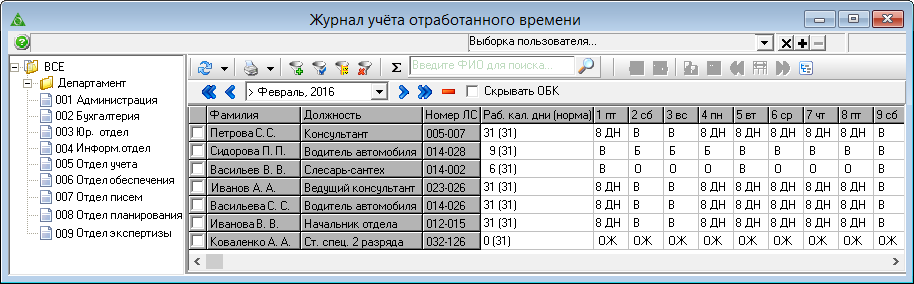 Журнал учёта отработанного времени
Выборка пользователя...
ВСЕ
Департамент
001 Администрация
002 Бухгалтерия
003 Юр. отдел
004 Информ.отдел
005 Отдел учета
006 Отдел обеспечения
007 Отдел писем
008 Отдел планирования
009 Отдел экспертизы
Σ Введите ФИО для поиска...
> Февраль, 2016 Скрывать ОБК
Фамилия Должность Номер ЛС Раб. кал. дни (норма) 1 пт 2 сб 3 вс 4 пн 5 вт 6 ср 7 чт 8 пт 9 сб
Петрова С. С. Консультант 005-007 31 (31) 8 ДН В В 8 ДН 8 ДН 8 ДН 8 ДН 8 ДН В
Сидорова П. П. Водитель автомобиля 014-028 9 (31) В Б Б Б В В В В В
Васильев В. В. Слесарь-сантех 014-002 6 (31) В О О О В О О О В
Иванов А. А. Ведущий консультант 023-026 31 (31) 8 ДН В В 8 ДН 8 ДН 8 ДН 8 ДН 8 ДН В
Васильева С. С. Водитель автомобиля 014-026 31 (31) 8 ДН В В 8 ДН 8 ДН 8 ДН 8 ДН 8 ДН В
Иванова В. В. Начальник отдела 012-015 31 (31) 8 ДН В В 8 ДН 8 ДН 8 ДН 8 ДН 8 ДН В
Коваленко А. А. Ст. спец. 2 разряда 032-126 0 (31) ОЖ ОЖ ОЖ ОЖ ОЖ ОЖ ОЖ ОЖ ОЖ